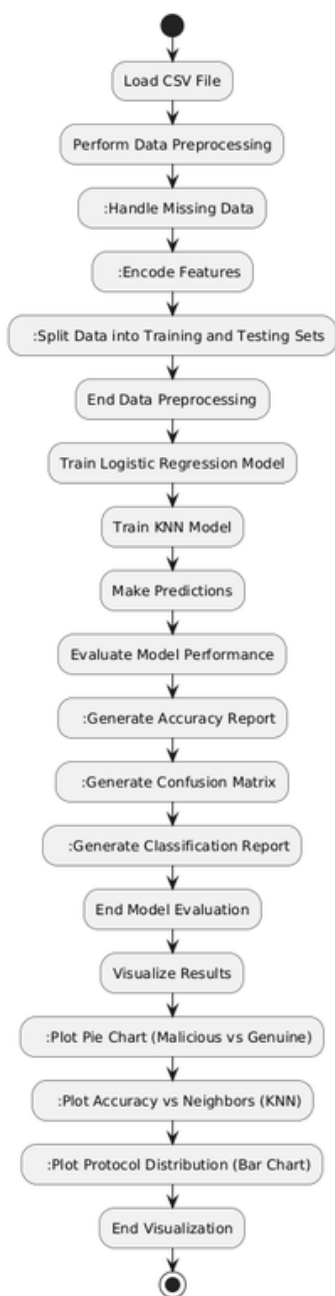 Load CSV File
Perform Data Preprocessing
:Handle Missing Data
:Encode Features
:Split Data into Training and Testing Sets
End Data Preprocessing
Train Logistic Regression Model
Train KNN Model
Make Predictions
Evaluate Model Performance
:Generate Accuracy Report
:Generate Confusion Matrix
:Generate Classification Report
End Model Evaluation
Visualize Results
:Plot Pie Chart (Malicious vs Genuine)
:Plot Accuracy vs Neighbors (KNN)
:Plot Protocol Distribution (Bar Chart)
End Visualization